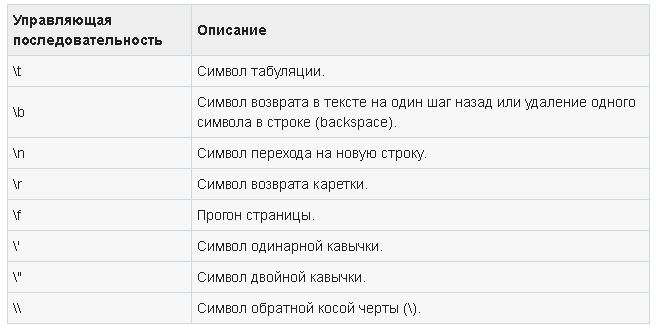 Управляющая
последовательность
Описание
\t
Символ табуляции.
\b
Символ возврата в тексте на один шаг назад или удаление одного
символа в строке (backspace).
\n
Символ перехода на новую строку.
\r
Символ возврата каретки.
\f
Прогон страницы.
\'
Символ одинарной кавычки.
\"
Символ двойной кавычки.
\\
Символ обратной косой черты (\).